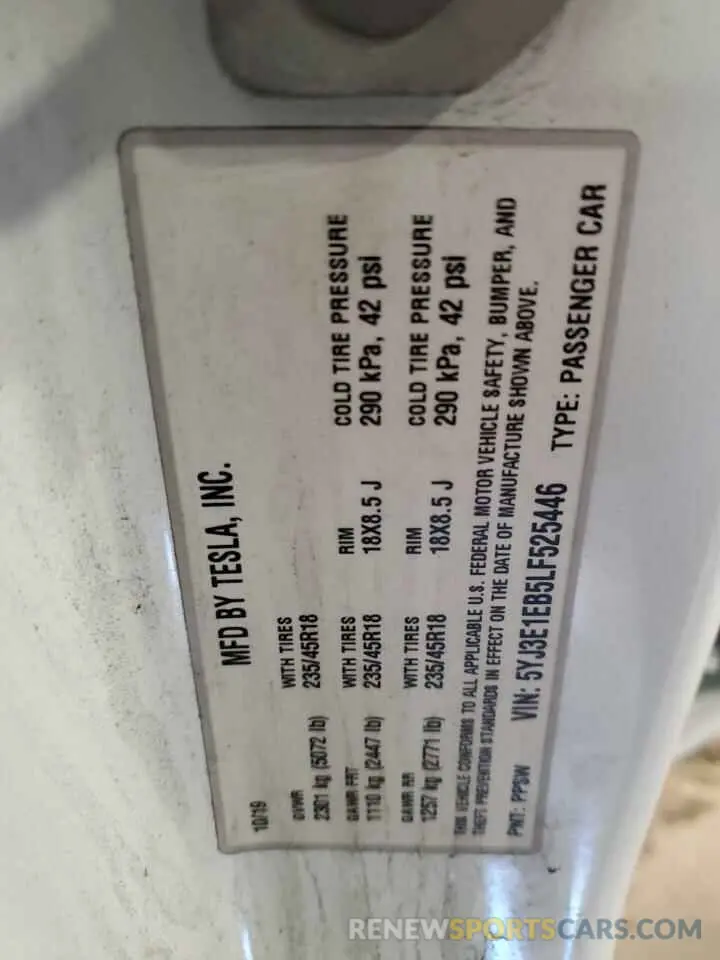 MFD BY TESLA, INC.
10/19
GVWR WITH TIRES
2301 kg (5072 lb) 235/45R18
GAWR FRT WITH TIRES RIM COLD TIRE PRESSURE
1110 kg (2447 lb) 235/45R18 18X8.5 J 290 kPa, 42 psi
GAWR RR WITH TIRES RIM COLD TIRE PRESSURE
1257 kg (2771 lb) 235/45R18 18X8.5 J 290 kPa, 42 psi
THIS VEHICLE CONFORMS TO ALL APPLICABLE U.S. FEDERAL MOTOR VEHICLE SAFETY, BUMPER, AND
THEFT PREVENTION STANDARDS IN EFFECT ON THE DATE OF MANUFACTURE SHOWN ABOVE.
PNT: PPSW VIN: 5YJ3E1EB5LF525446 TYPE: PASSENGER CAR
RENEWSPORTSCARS.COM